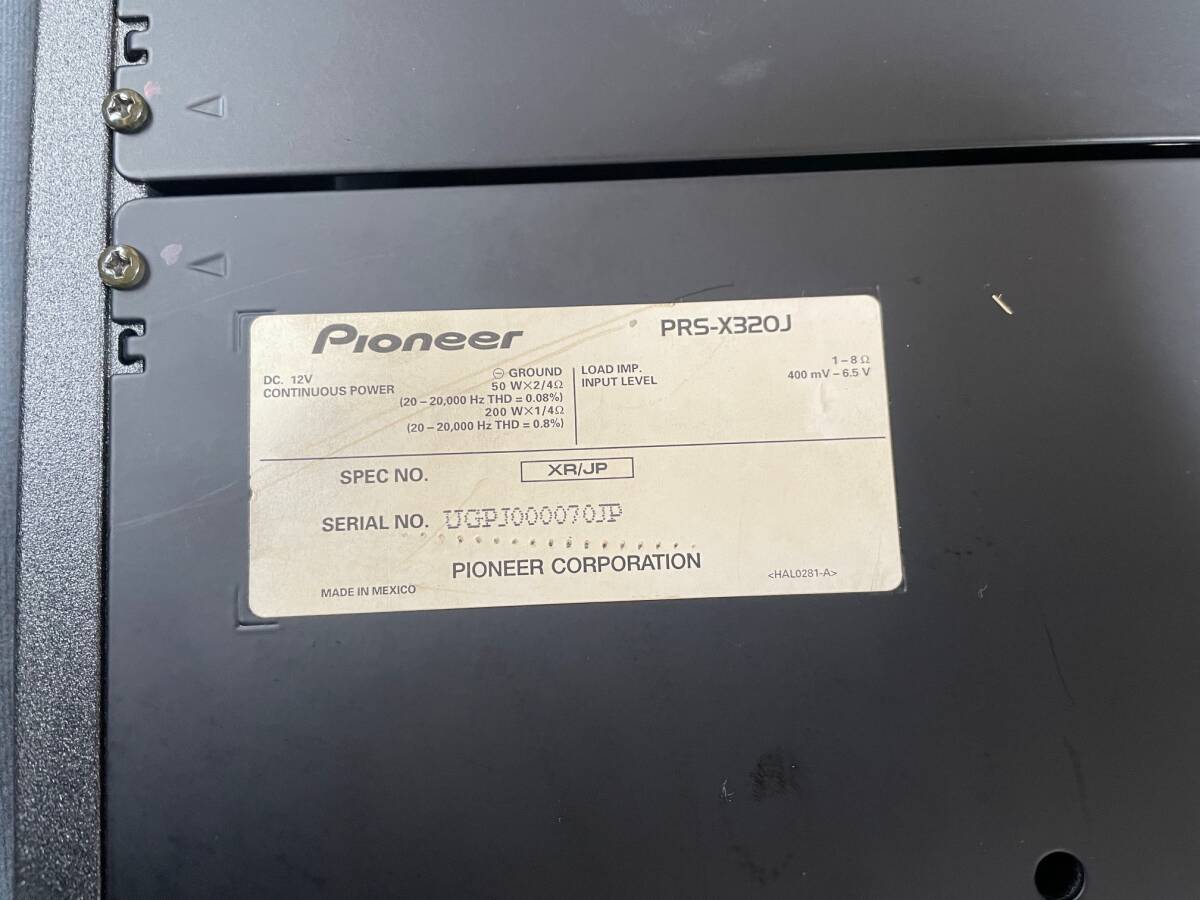 Pioneer
PRS-X320J
DC. 12V
⊖ GROUND
CONTINUOUS POWER
50 W×2/4Ω
(20–20,000 Hz THD = 0.08%)
200 W×1/4Ω
(20–20,000 Hz THD = 0.8%)
LOAD IMP.
1–8 Ω
INPUT LEVEL
400 mV–6.5 V
SPEC NO.
XR/JP
SERIAL NO. UGPJ000070JP
PIONEER CORPORATION
MADE IN MEXICO
<HAL0281-A>